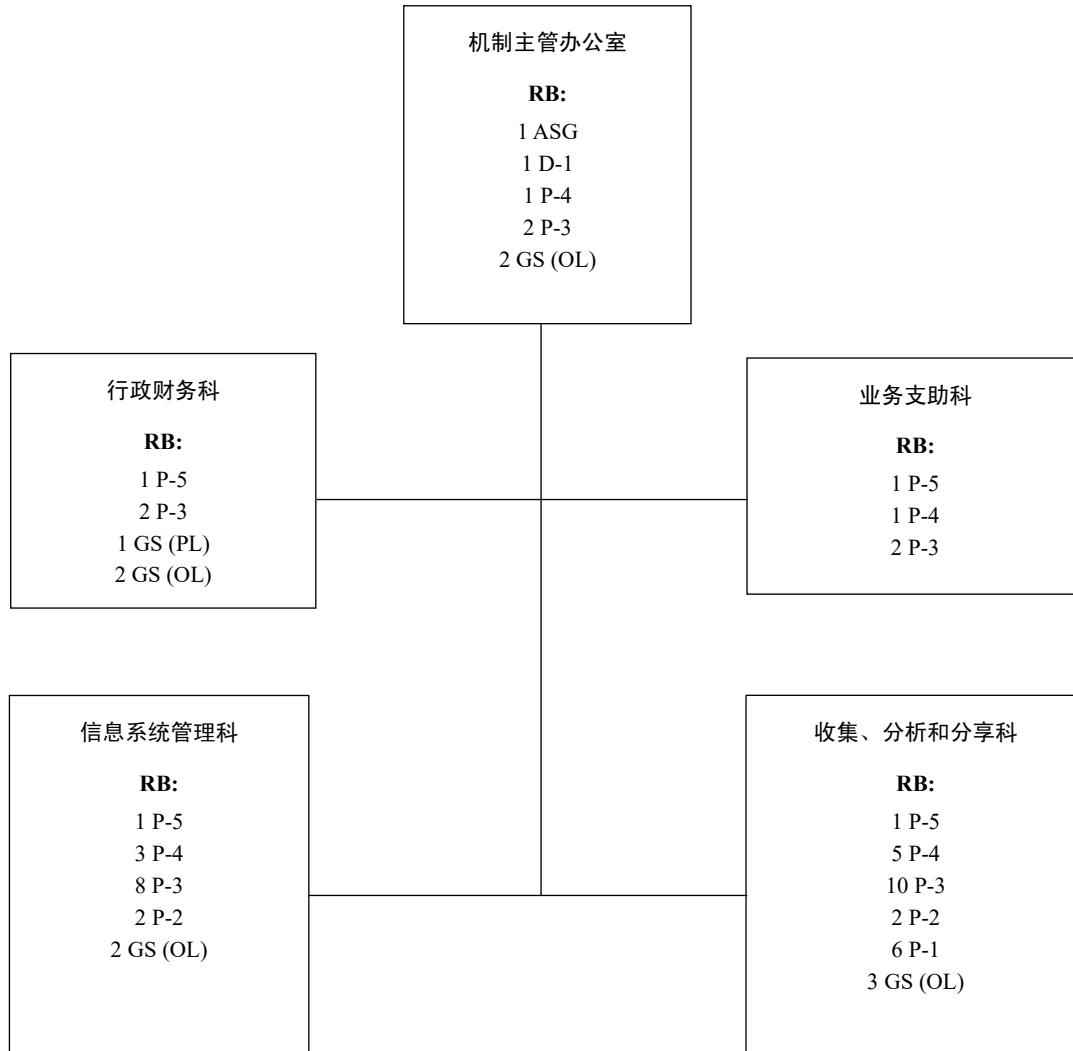 机制主管办公室
RB:
1 ASG
1 D-1
1 P-4
2 P-3
2 GS (OL)
行政财务科
RB:
1 P-5
2 P-3
1 GS (PL)
2 GS (OL)
业务支助科
RB:
1 P-5
1 P-4
2 P-3
信息系统管理科
RB:
1 P-5
3 P-4
8 P-3
2 P-2
2 GS (OL)
收集、分析和分享科
RB:
1 P-5
5 P-4
10 P-3
2 P-2
6 P-1
3 GS (OL)